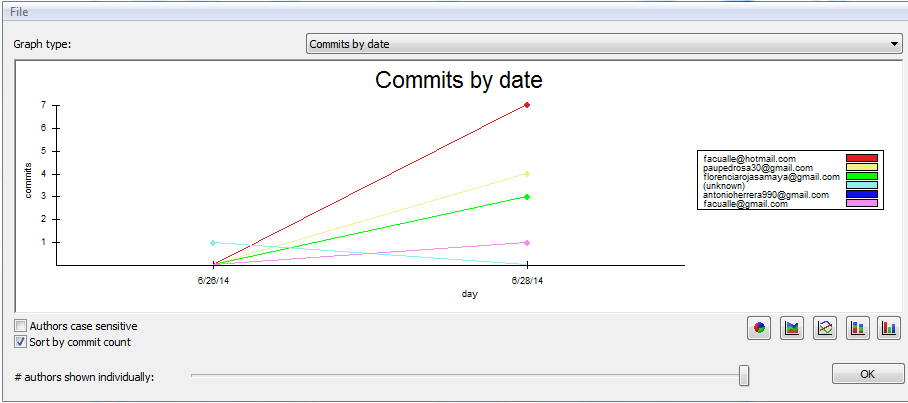 File
Graph type:
Commits by date
Commits by date
7
6
5
4
3
2
1
commits
6/26/14
6/28/14
day
facualle@hotmail.com
paupedrosa30@gmail.com
florenciarojasamaya@gmail.com
(unknown)
antonioherrera990@gmail.com
facualle@gmail.com
Authors case sensitive
Sort by commit count
# authors shown individually:
OK